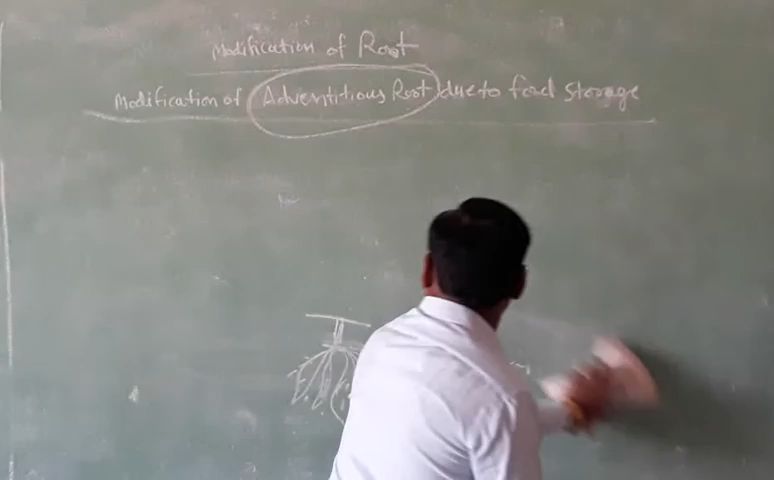 Modification of Root
Modification of Adventitious Root due to food storage